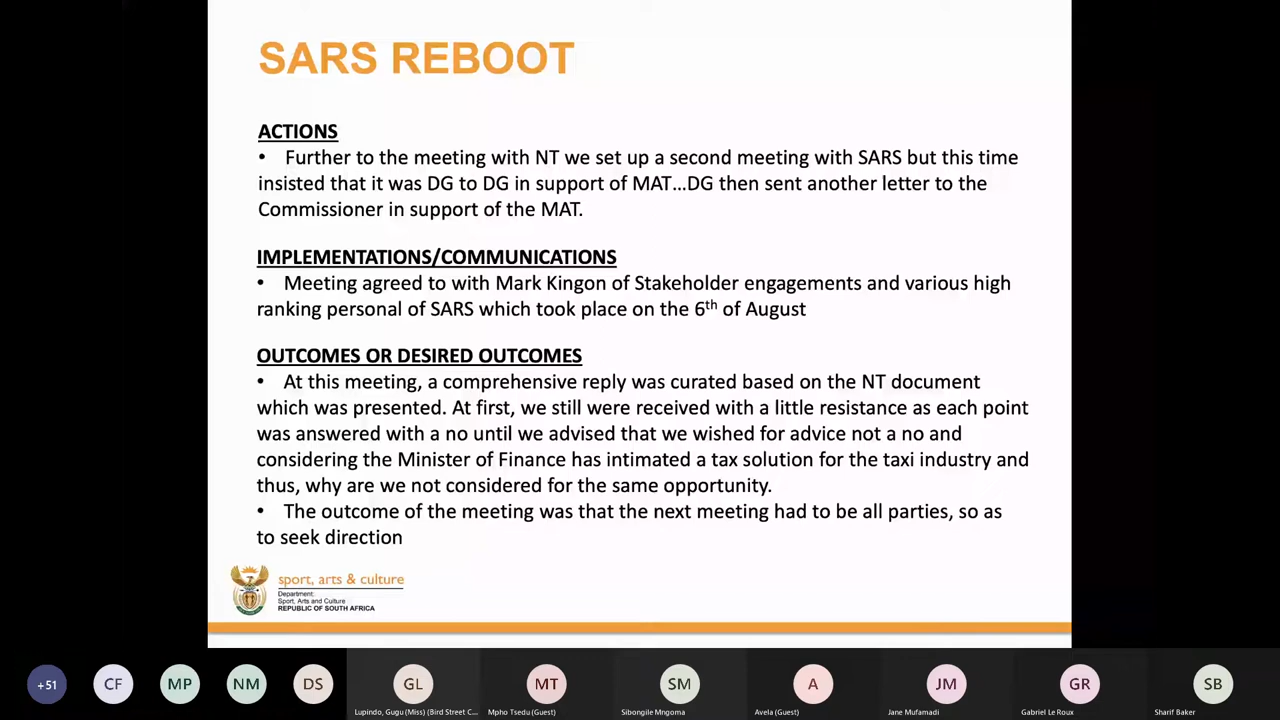 SARS REBOOT
ACTIONS
• Further to the meeting with NT we set up a second meeting with SARS but this time
insisted that it was DG to DG in support of MAT...DG then sent another letter to the
Commissioner in support of the MAT.
IMPLEMENTATIONS/COMMUNICATIONS
• Meeting agreed to with Mark Kingon of Stakeholder engagements and various high
ranking personal of SARS which took place on the 6th of August
OUTCOMES OR DESIRED OUTCOMES
• At this meeting, a comprehensive reply was curated based on the NT document
which was presented. At first, we still were received with a little resistance as each point
was answered with a no until we advised that we wished for advice not a no and
considering the Minister of Finance has intimated a tax solution for the taxi industry and
thus, why are we not considered for the same opportunity.
• The outcome of the meeting was that the next meeting had to be all parties, so as
to seek direction
sport, arts & culture
Department:
Sport, Arts and Culture
REPUBLIC OF SOUTH AFRICA
+51 CF MP NM DS GL MT SM A JM GR SB
Lupindo, Gugu (Miss) (Bird Street C... Mpho Tsedu (Guest) Sibongile Mngoma Avela (Guest) Jane Mufamadi Gabriel Le Roux Sharif Baker